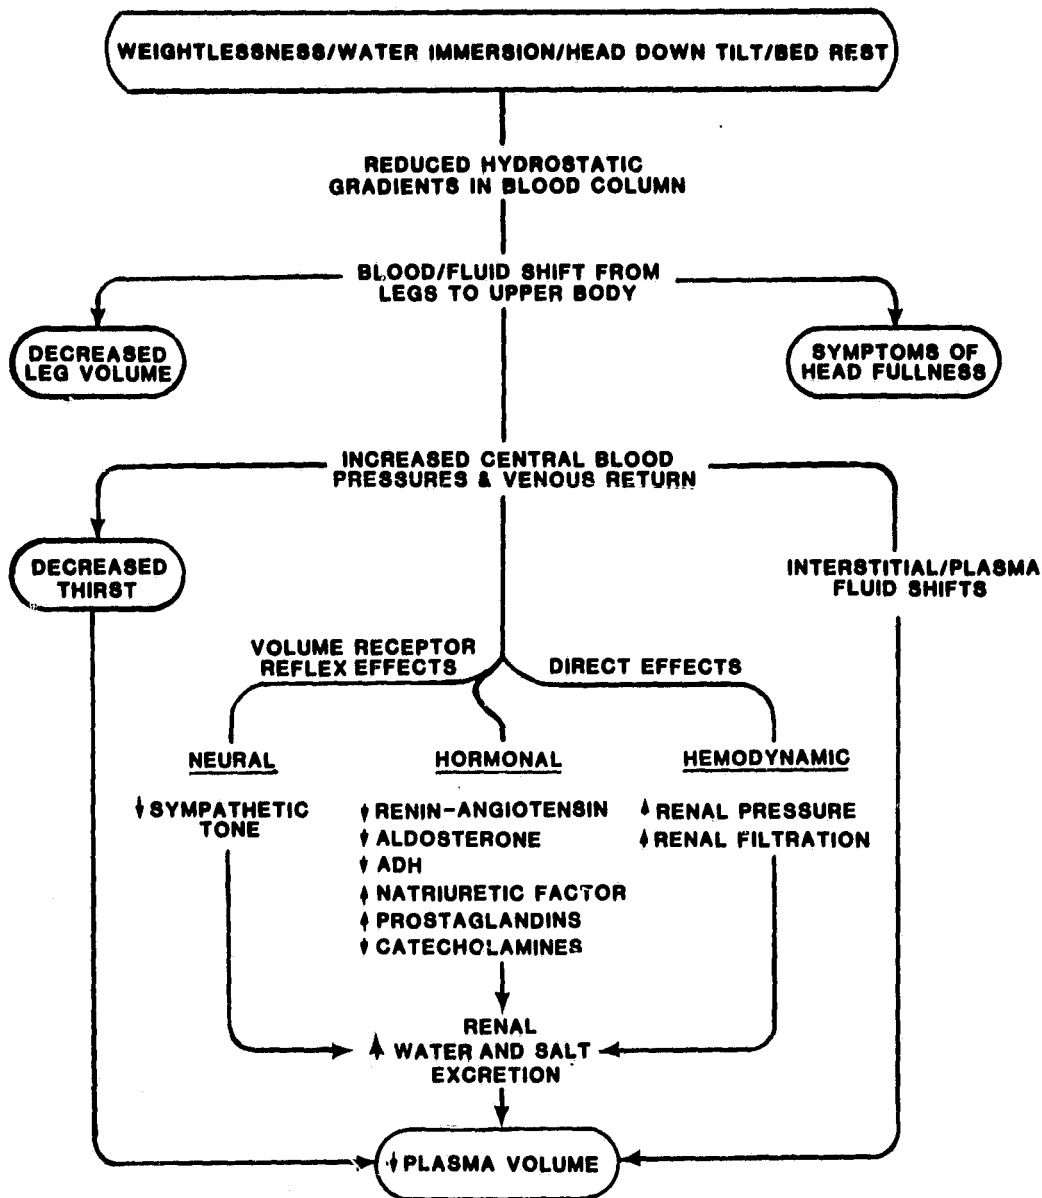 WEIGHTLESSNESS/WATER IMMERSION/HEAD DOWN TILT/BED REST
REDUCED HYDROSTATIC
GRADIENTS IN BLOOD COLUMN
BLOOD/FLUID SHIFT FROM
LEGS TO UPPER BODY
DECREASED
LEG VOLUME
SYMPTOMS OF
HEAD FULLNESS
INCREASED CENTRAL BLOOD
PRESSURES & VENOUS RETURN
DECREASED
THIRST
INTERSTITIAL/PLASMA
FLUID SHIFTS
VOLUME RECEPTOR
REFLEX EFFECTS
DIRECT EFFECTS
NEURAL
↓ SYMPATHETIC
TONE
HORMONAL
↓ RENIN-ANGIOTENSIN
↓ ALDOSTERONE
↓ ADH
↑ NATRIURETIC FACTOR
↑ PROSTAGLANDINS
↓ CATECHOLAMINES
HEMODYNAMIC
↑ RENAL PRESSURE
↑ RENAL FILTRATION
RENAL
↑ WATER AND SALT
EXCRETION
↓ PLASMA VOLUME